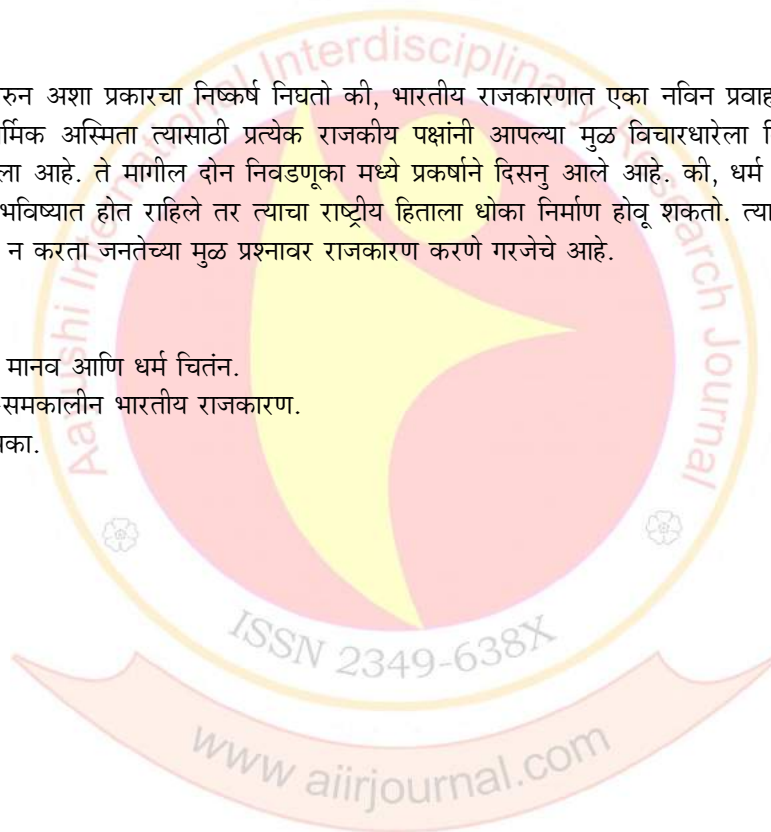 रुन अशा प्रकारचा निष्कर्ष निघतो की, भारतीय राजकारणात एका नविन प्रवाह
र्मिक अस्मिता त्यासाठी प्रत्येक राजकीय पक्षांनी आपल्या मुळ विचारधारेला
ला आहे. ते मागील दोन निवडणूका मध्ये प्रकर्षाने दिसनु आले आहे. की, धर्म
भविष्यात होत राहिले तर त्याचा राष्ट्रीय हिताला धोका निर्माण होवू शकतो. त्या
न करता जनतेच्या मुळ प्रश्नावर राजकारण करणे गरजेचे आहे.
मानव आणि धर्म चितंन.
समकालीन भारतीय राजकारण.
का.
Aayushi International Interdisciplinary Research Journal
ISSN 2349-638X
www.aiirjournal.com